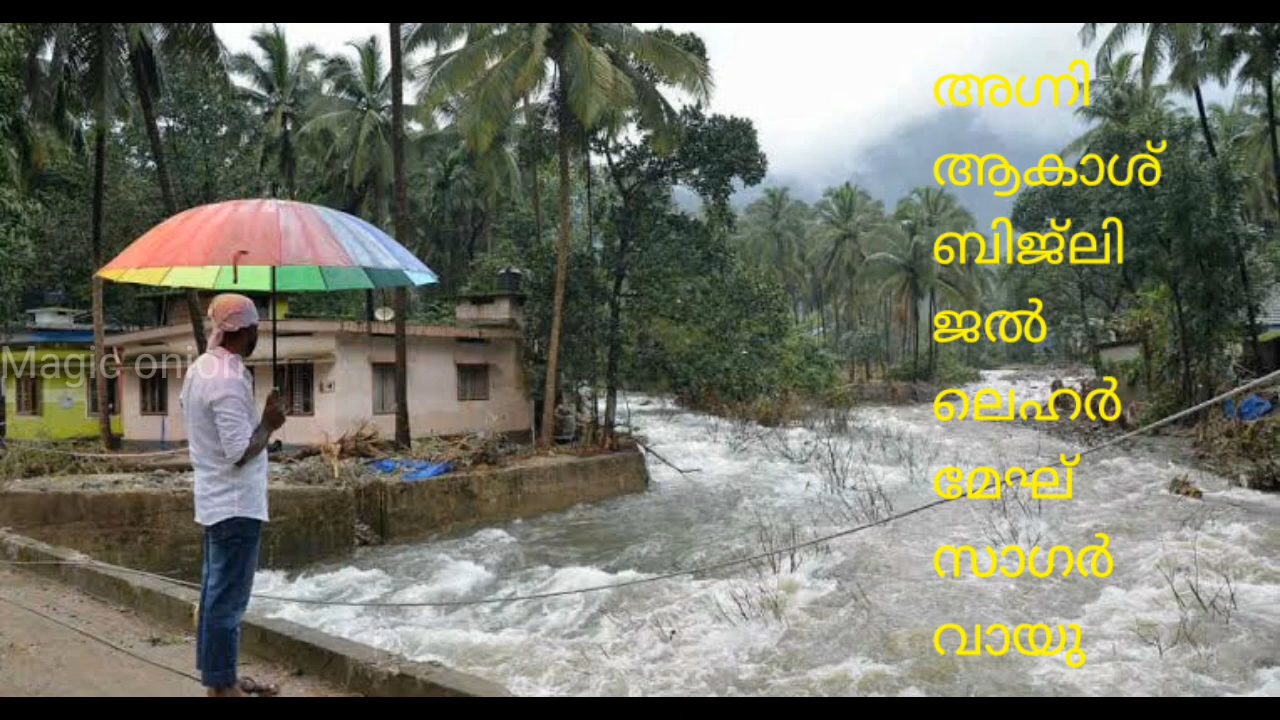 അഗ്നി
ആകാശ്
ബിജ്ലി
ജൽ
ലെഹർ
മേഘ്
സാഗർ
വായു
Magic onion